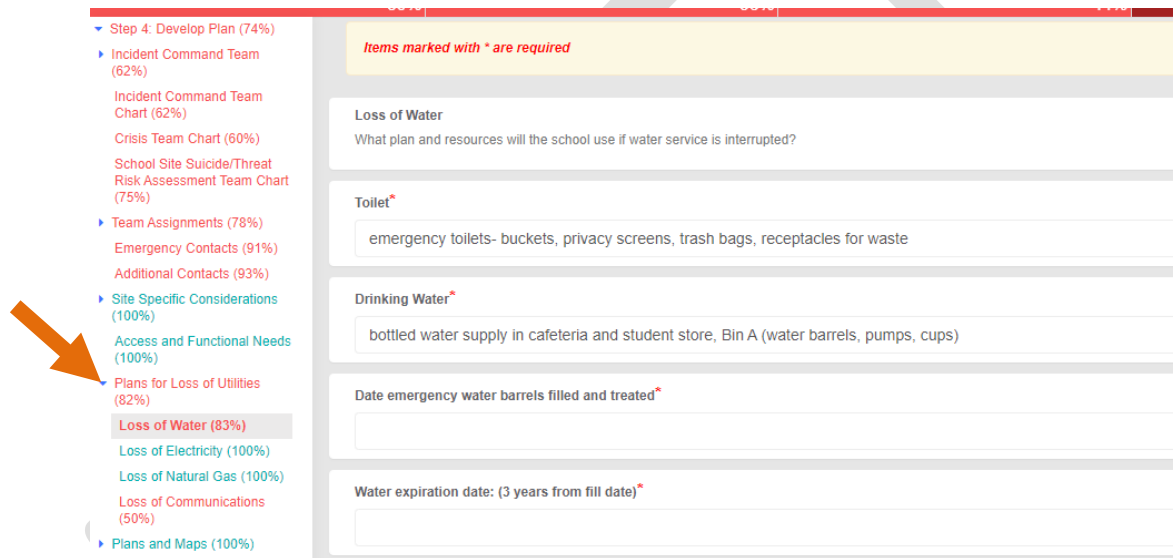 Step 4: Develop Plan (74%)
Incident Command Team
(62%)
Incident Command Team
Chart (62%)
Crisis Team Chart (60%)
School Site Suicide/Threat
Risk Assessment Team Chart
(75%)
Team Assignments (78%)
Emergency Contacts (91%)
Additional Contacts (93%)
Site Specific Considerations
(100%)
Access and Functional Needs
(100%)
Plans for Loss of Utilities
(82%)
Loss of Water (83%)
Loss of Electricity (100%)
Loss of Natural Gas (100%)
Loss of Communications
(50%)
Plans and Maps (100%)
Items marked with * are required
Loss of Water
What plan and resources will the school use if water service is interrupted?
Toilet*
emergency toilets- buckets, privacy screens, trash bags, receptacles for waste
Drinking Water*
bottled water supply in cafeteria and student store, Bin A (water barrels, pumps, cups)
Date emergency water barrels filled and treated*
Water expiration date: (3 years from fill date)*